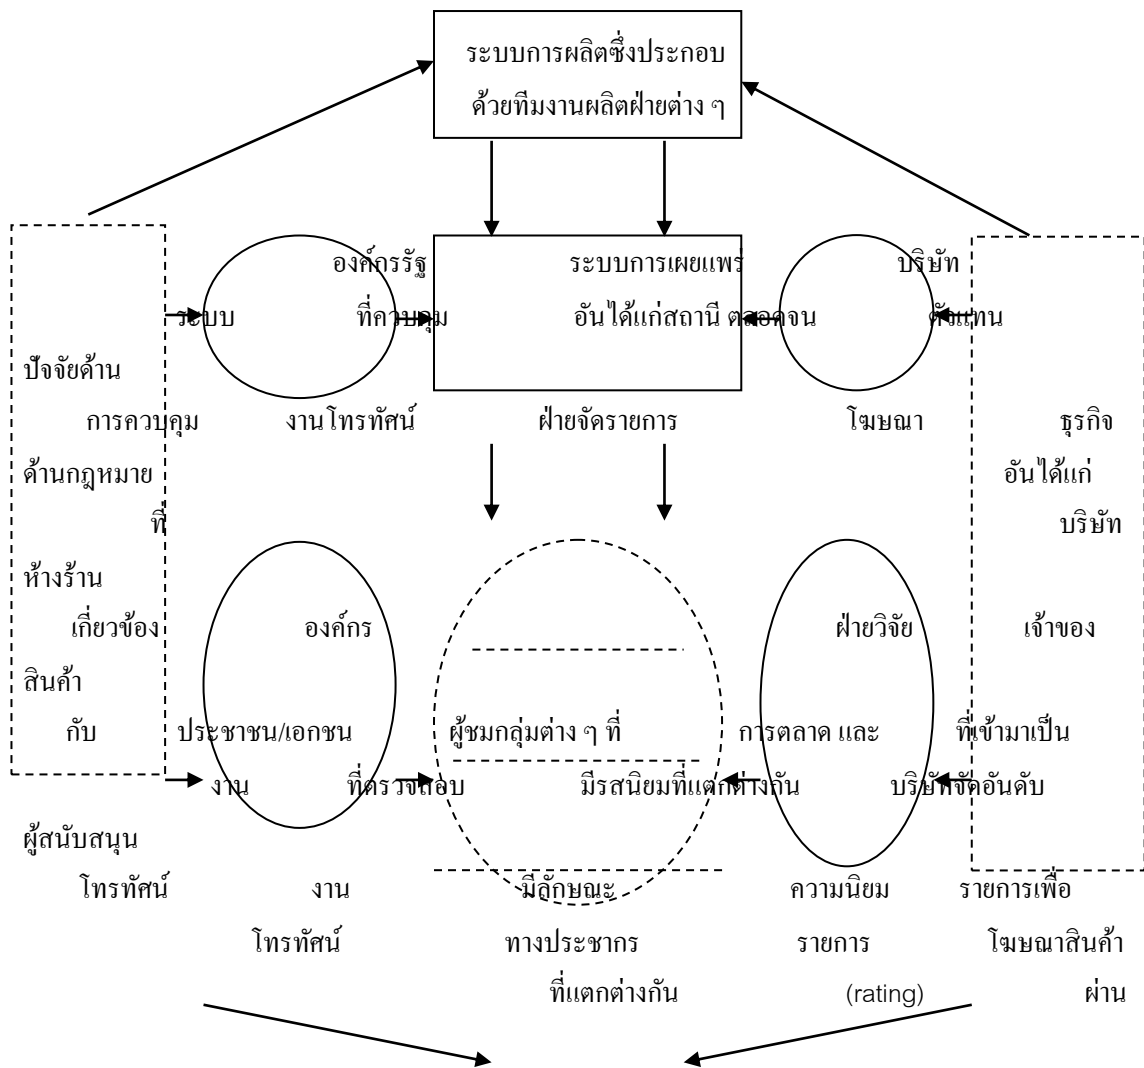 ระบบการผลิตซึ่งประกอบ
ด้วยทีมงานผลิตฝ่ายต่าง ๆ
องค์กรรัฐ ระบบการเผยแพร่ บริษัท
ระบบ ที่ควบคุม อันได้แก่สถานี ตลอดจน ตัวแทน
ปัจจัยด้าน
การควบคุม งานโทรทัศน์ ฝ่ายจัดรายการ โฆษณา ธุรกิจ
ด้านกฎหมาย อันได้แก่
ที่ บริษัท
ห้างร้าน
เกี่ยวข้อง องค์กร ฝ่ายวิจัย เจ้าของ
สินค้า
กับ ประชาชน/เอกชน ผู้ชมกลุ่มต่าง ๆ ที่ การตลาด และ ที่เข้ามาเป็น
งาน ที่ตรวจสอบ มีรสนิยมที่แตกต่างกัน บริษัทจัดอันดับ
ผู้สนับสนุน
โทรทัศน์ งาน มีลักษณะ ความนิยม รายการเพื่อ
โทรทัศน์ ทางประชากร รายการ โฆษณาสินค้า
ที่แตกต่างกัน (rating) ผ่าน